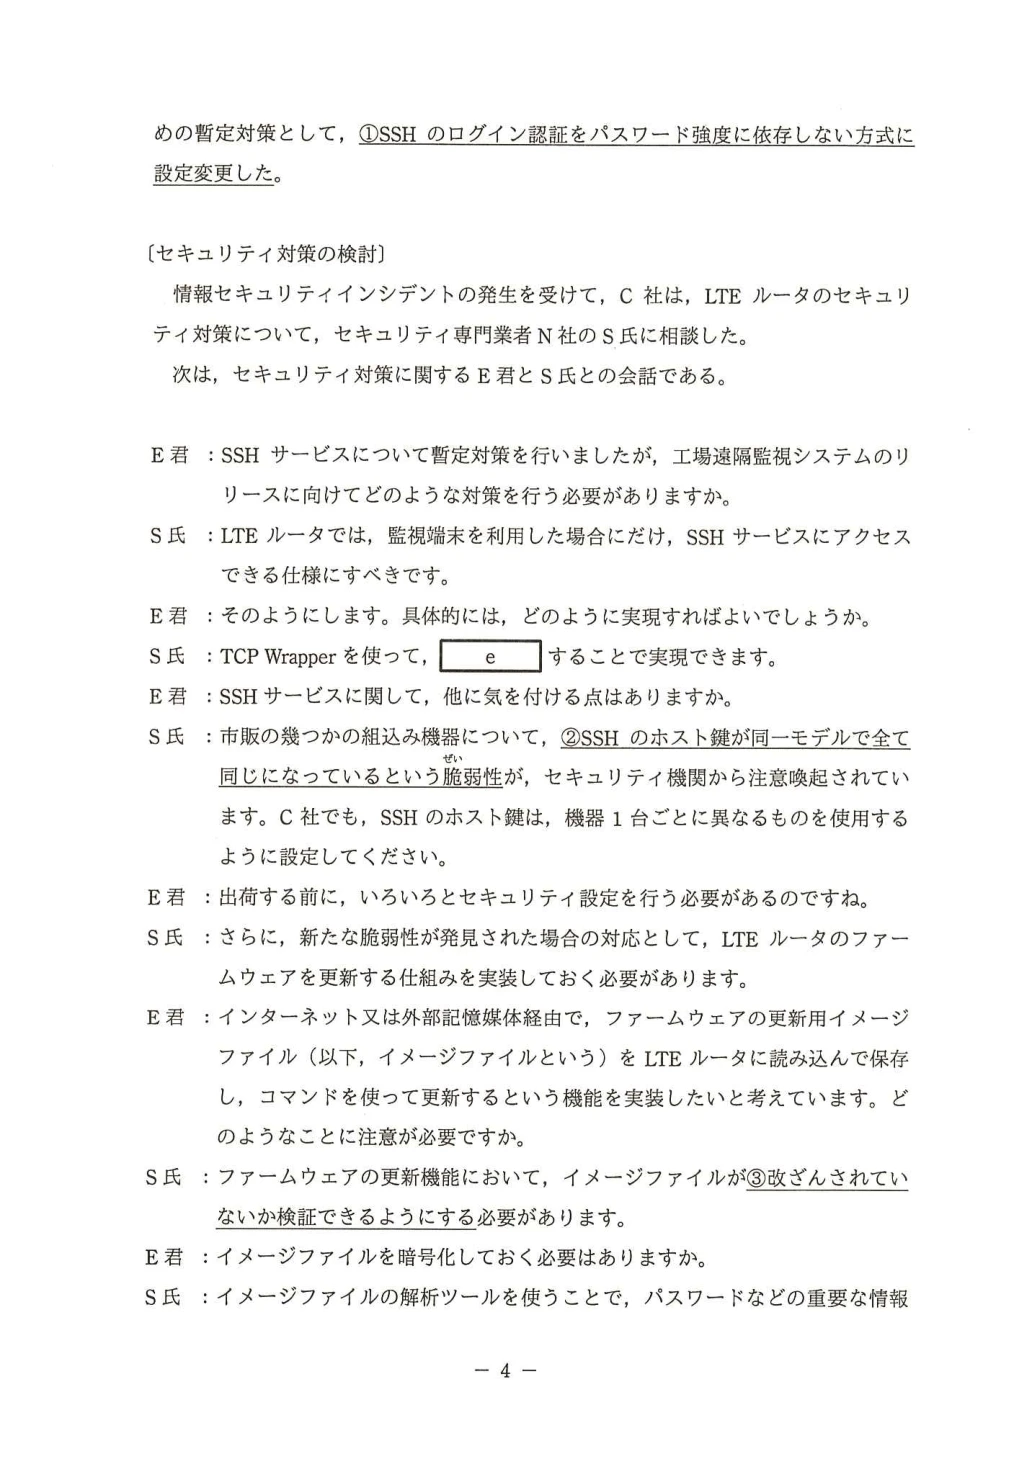 めの暫定対策として，①SSH のログイン認証をパスワード強度に依存しない方式に
設定変更した。
〔セキュリティ対策の検討〕
情報セキュリティインシデントの発生を受けて，C 社は，LTE ルータのセキュリ
ティ対策について，セキュリティ専門業者 N 社の S 氏に相談した。
次は，セキュリティ対策に関する E 君と S 氏との会話である。
E 君 ：SSH サービスについて暫定対策を行いましたが，工場遠隔監視システムのリ
リースに向けてどのような対策を行う必要がありますか。
S 氏 ：LTE ルータでは，監視端末を利用した場合にだけ，SSH サービスにアクセス
できる仕様にすべきです。
E 君 ：そのようにします。具体的には，どのように実現すればよいでしょうか。
S 氏 ：TCP Wrapper を使って， e することで実現できます。
E 君 ：SSH サービスに関して，他に気を付ける点はありますか。
S 氏 ：市販の幾つかの組込み機器について，②SSH のホスト鍵が同一モデルで全て
ぜい
同じになっているという脆弱性が，セキュリティ機関から注意喚起されてい
ます。C 社でも，SSH のホスト鍵は，機器 1 台ごとに異なるものを使用する
ように設定してください。
E 君 ：出荷する前に，いろいろとセキュリティ設定を行う必要があるのですね。
S 氏 ：さらに，新たな脆弱性が発見された場合の対応として，LTE ルータのファー
ムウェアを更新する仕組みを実装しておく必要があります。
E 君 ：インターネット又は外部記憶媒体経由で，ファームウェアの更新用イメージ
ファイル（以下，イメージファイルという）を LTE ルータに読み込んで保存
し，コマンドを使って更新するという機能を実装したいと考えています。ど
のようなことに注意が必要ですか。
S 氏 ：ファームウェアの更新機能において，イメージファイルが③改ざんされてい
ないか検証できるようにする必要があります。
E 君 ：イメージファイルを暗号化しておく必要はありますか。
S 氏 ：イメージファイルの解析ツールを使うことで，パスワードなどの重要な情報
－ 4 －